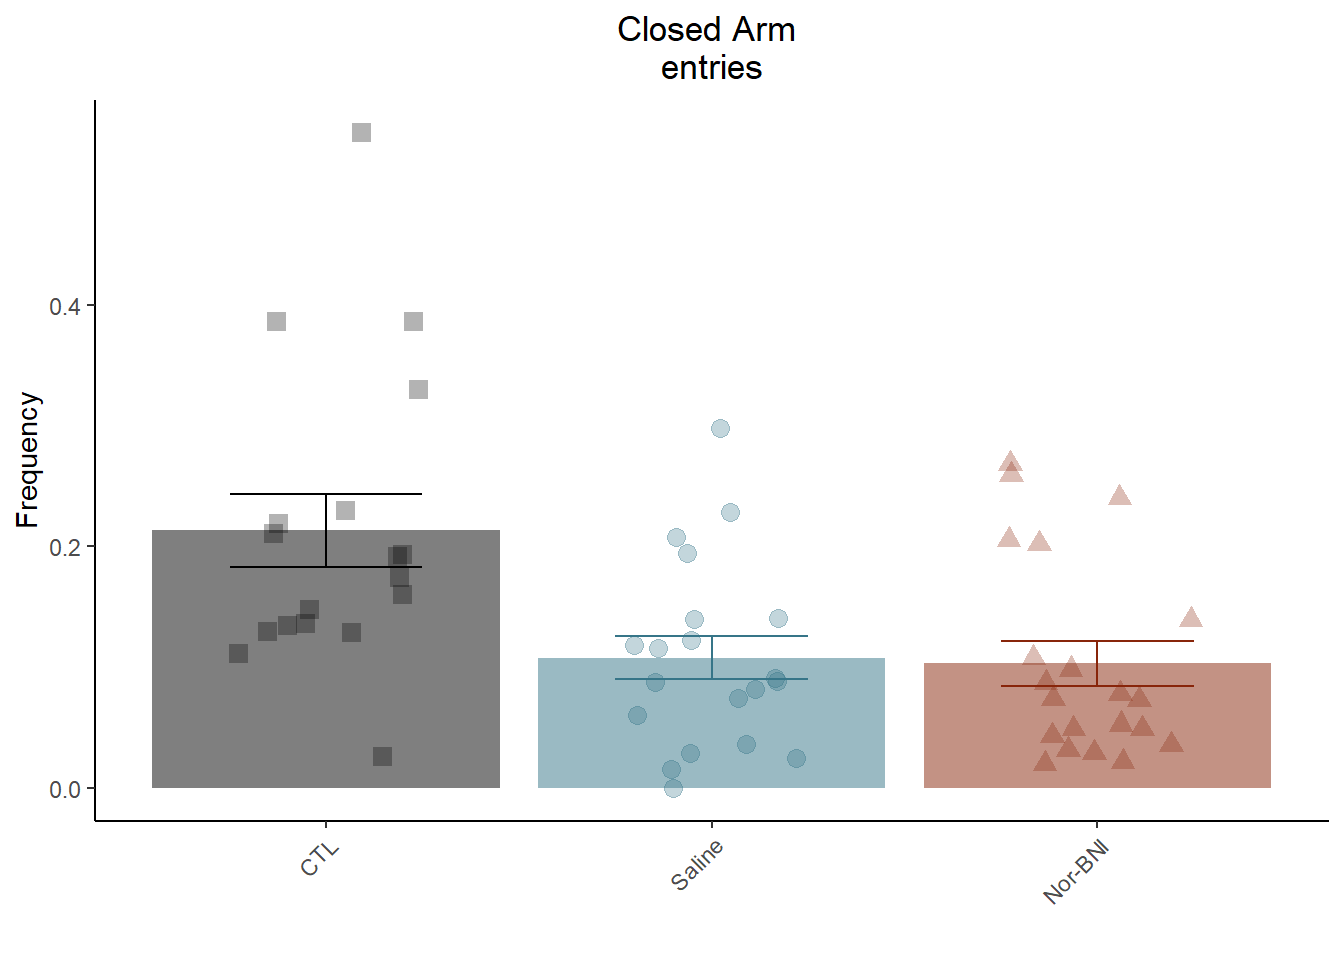 Closed Arm
entries
Frequency
0.4
0.2
0.0
CTL
Saline
Nor-BNI